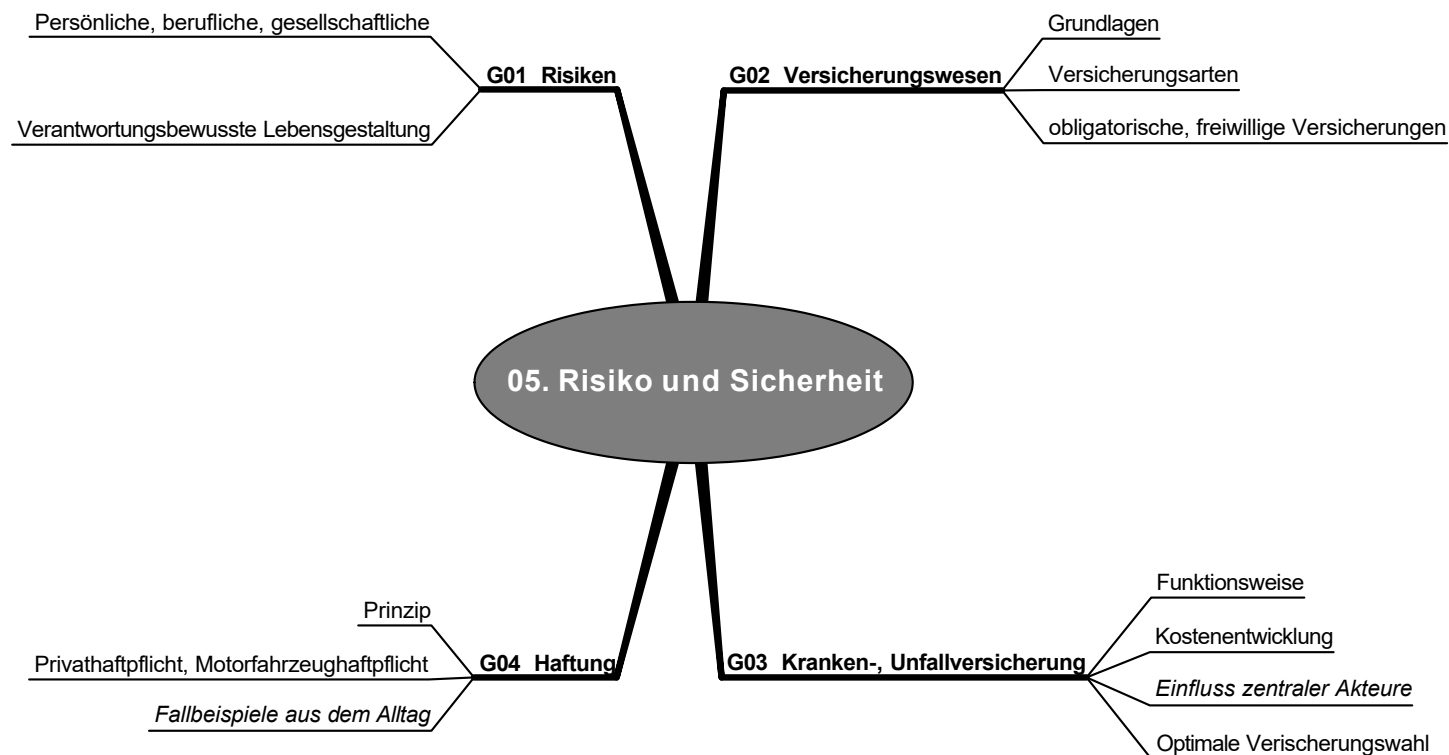 Persönliche, berufliche, gesellschaftliche
G01 Risiken
Verantwortungsbewusste Lebensgestaltung
Grundlagen
G02 Versicherungswesen
Versicherungsarten
obligatorische, freiwillige Versicherungen
05. Risiko und Sicherheit
Prinzip
Privathaftpflicht, Motorfahrzeughaftpflicht
G04 Haftung
Fallbeispiele aus dem Alltag
Funktionsweise
Kostenentwicklung
G03 Kranken-, Unfallversicherung
Einfluss zentraler Akteure
Optimale Verischerungswahl